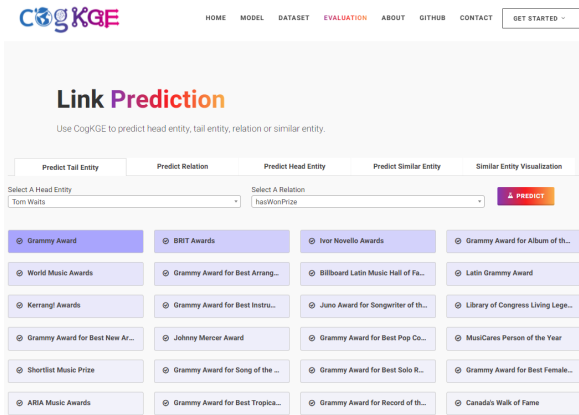 CogKGE
HOME MODEL DATASET EVALUATION ABOUT GITHUB CONTACT GET STARTED
Link Prediction
Use CogKGE to predict head entity, tail entity, relation or similar entity.
Predict Tail Entity Predict Relation Predict Head Entity Predict Similar Entity Similar Entity Visualization
Select A Head Entity Select A Relation
Tom Waits hasWonPrize PREDICT
Grammy Award BRIT Awards Ivor Novello Awards Grammy Award for Album of th...
World Music Awards Grammy Award for Best Arrang... Billboard Latin Music Hall of Fa... Latin Grammy Award
Kerrang! Awards Grammy Award for Best Instru... Juno Award for Songwriter of th... Library of Congress Living Lege...
Grammy Award for Best New Ar... Johnny Mercer Award Grammy Award for Best Pop Co... MusiCares Person of the Year
Shortlist Music Prize Grammy Award for Song of the ... Grammy Award for Best Solo R... Grammy Award for Best Female...
ARIA Music Awards Grammy Award for Best Tropica... Grammy Award for Record of th... Canada's Walk of Fame